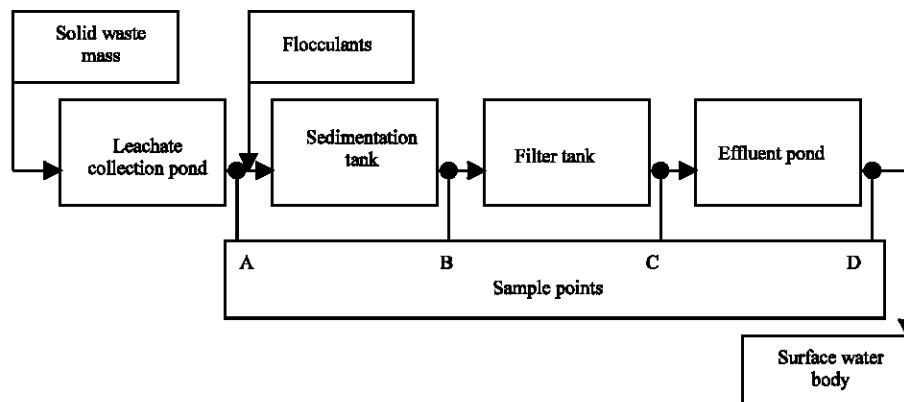 Solid waste
mass
Flocculants
Leachate
collection pond
Sedimentation
tank
Filter tank
Effluent pond
A
B
C
D
Sample points
Surface water
body